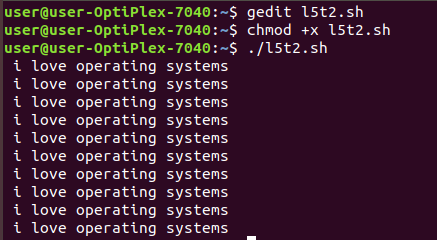 user@user-OptiPlex-7040:~$ gedit l5t2.sh
user@user-OptiPlex-7040:~$ chmod +x l5t2.sh
user@user-OptiPlex-7040:~$ ./l5t2.sh
i love operating systems
i love operating systems
i love operating systems
i love operating systems
i love operating systems
i love operating systems
i love operating systems
i love operating systems
i love operating systems
i love operating systems